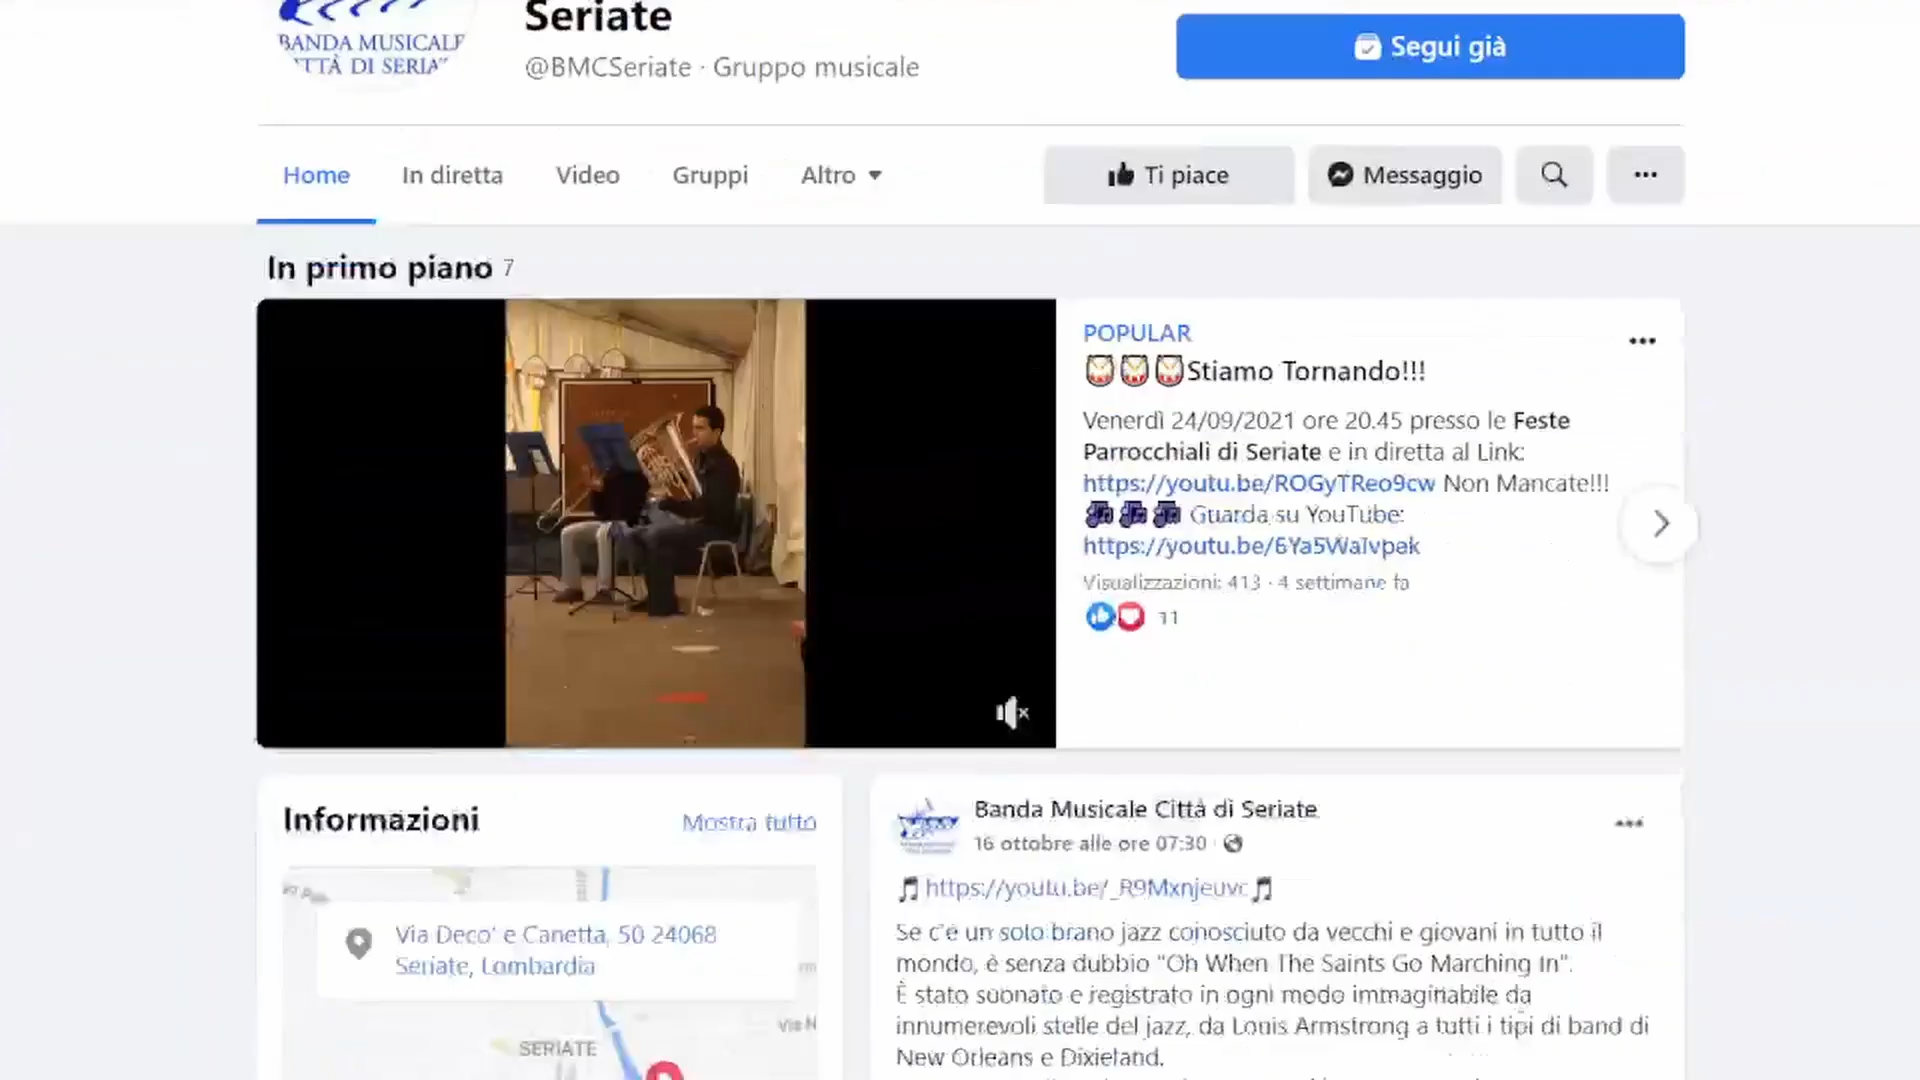 Seriate
BANDA MUSICALE
@BMCSeriate · Gruppo musicale
Segui già
Home
In diretta
Video
Gruppi
Altro
Ti piace
Messaggio
In primo piano 7
POPULAR
Stiamo Tornando!!!
Venerdì 24/09/2021 ore 20.45 presso le Feste
Parrocchiali di Seriate e in diretta al Link:
https://youtu.be/ROGyTReo9cw Non Mancate!!!
Guarda su YouTube:
https://youtu.be/6Ya5WaIvpak
Visualizzazioni: 413 · 4 settimane fa
11
Informazioni
Mostra tutto
Via Deco' e Canetta, 50 24068
Seriate, Lombardia
SERIATE
Banda Musicale Città di Seriate
16 ottobre alle ore 07:30 ·
https://youtu.be/_R9Mxnjeuvc
Se c'è un solo brano jazz conosciuto da vecchi e giovani in tutto il
mondo, è senza dubbio "Oh When The Saints Go Marching In".
È stato suonato e registrato in ogni modo immaginabile da
innumerevoli stelle del jazz, da Louis Armstrong a tutti i tipi di band di
New Orleans e Dixieland.